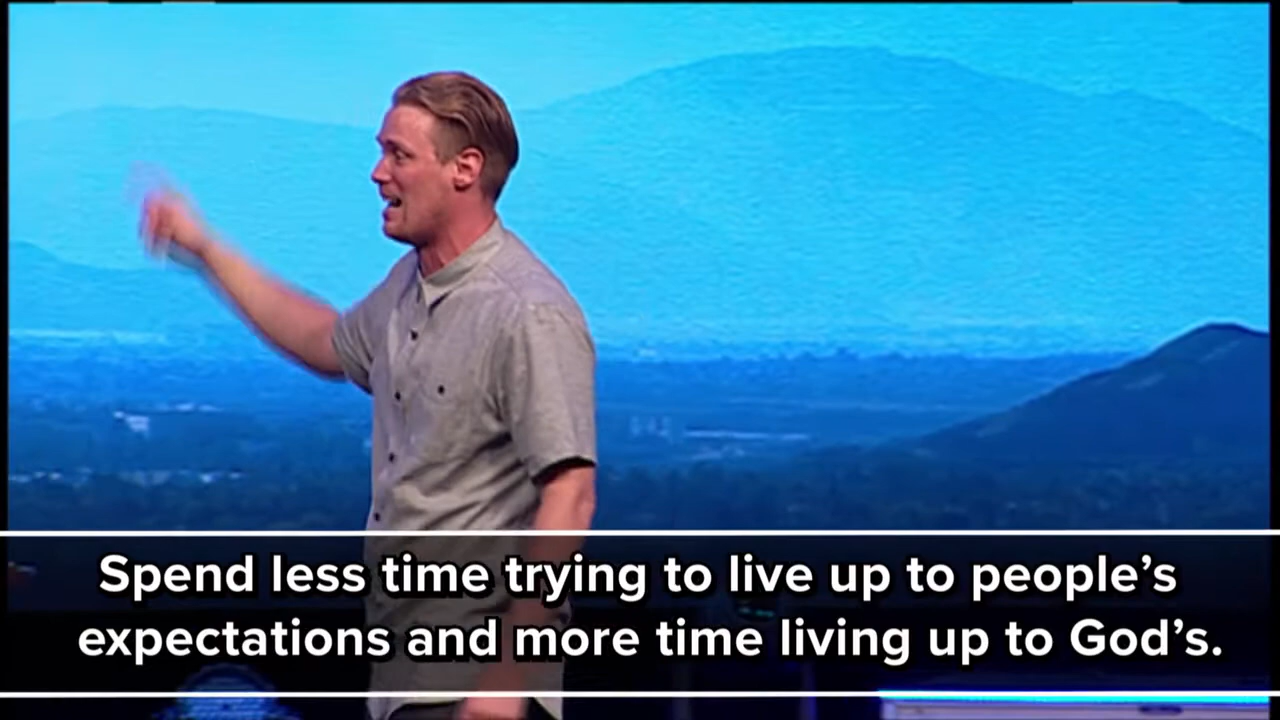 Spend less time trying to live up to people’s
expectations and more time living up to God’s.